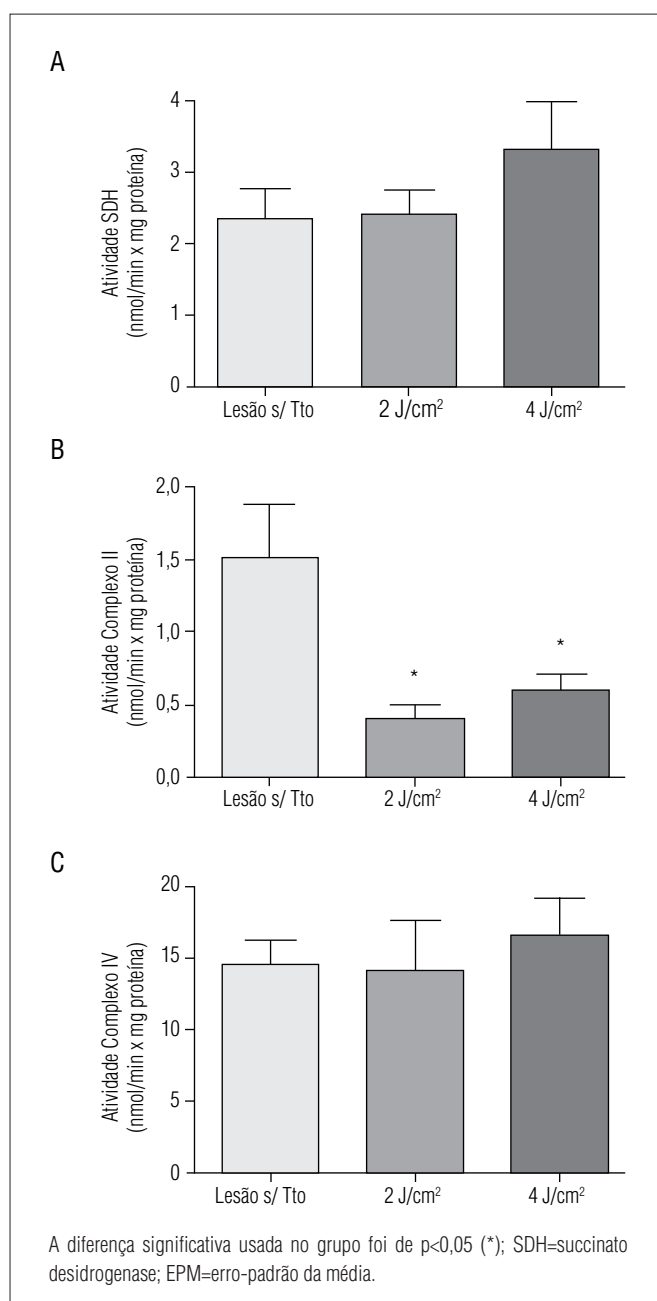 A
Atividade SDH
(nmol/min x mg proteína)
4
3
2
1
0
Lesão s/ Tto
2 J/cm²
4 J/cm²
B
Atividade Complexo II
(nmol/min x mg proteína)
2,0
1,5
1,0
0,5
0,0
*
*
Lesão s/ Tto
2 J/cm²
4 J/cm²
C
Atividade Complexo IV
(nmol/min x mg proteína)
20
15
10
5
0
Lesão s/ Tto
2 J/cm²
4 J/cm²
A diferença significativa usada no grupo foi de p<0,05 (*); SDH=succinato
desidrogenase; EPM=erro-padrão da média.